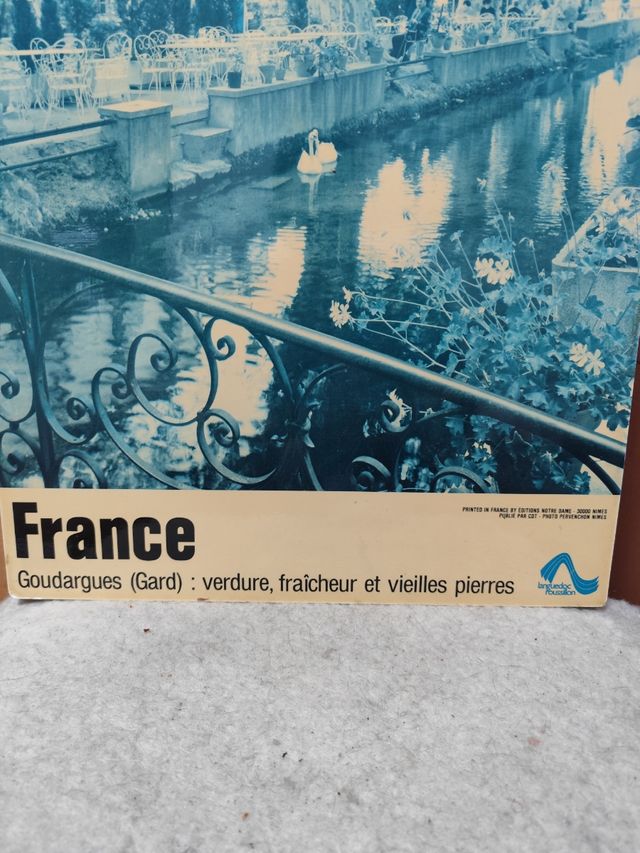 PRINTED IN FRANCE BY EDITIONS NOTRE DAME - 30000 NIMES
PUBLIE PAR CDT - PHOTO PERVENCHON NIMES
France
Goudargues (Gard) : verdure, fraîcheur et vieilles pierres
languedoc
roussillon